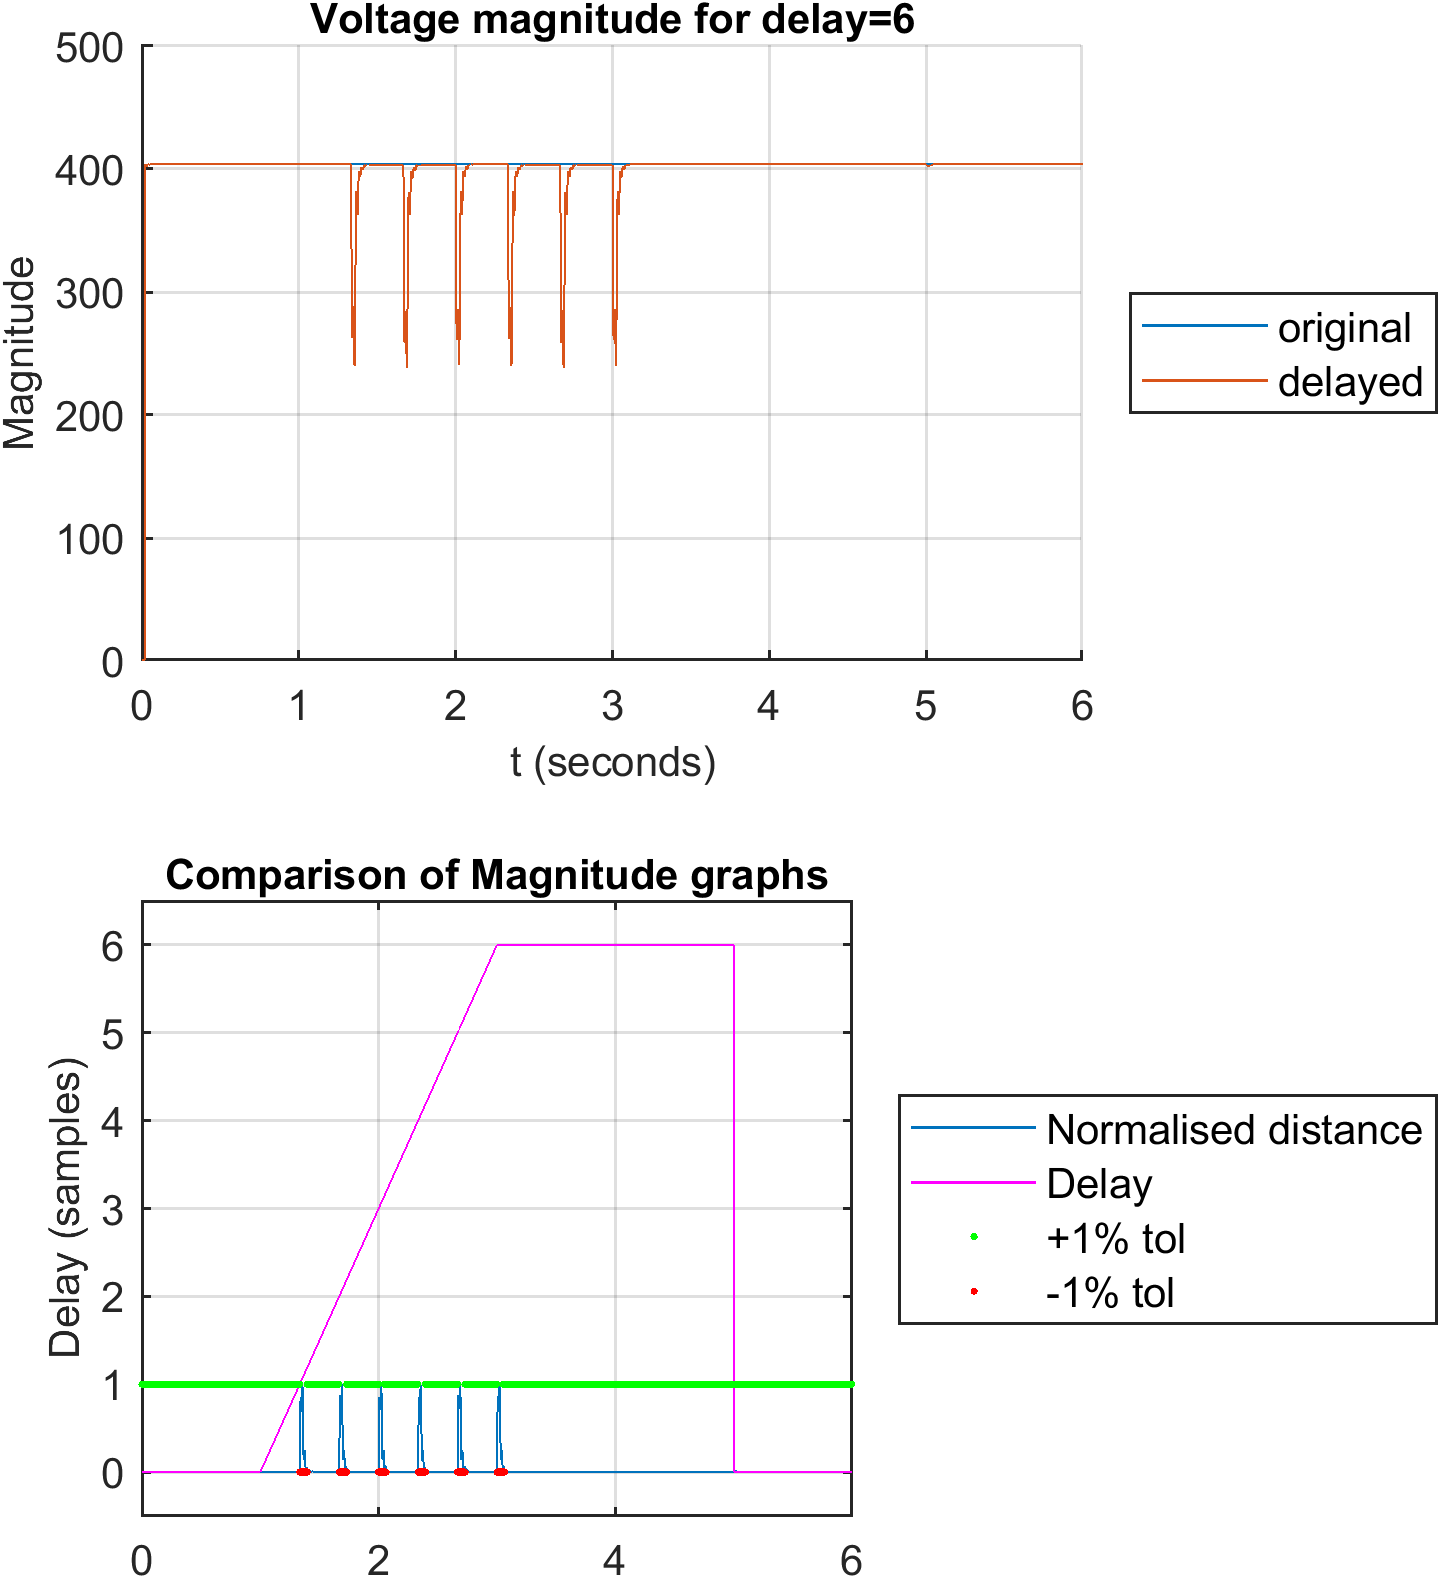 Voltage magnitude for delay=6
500
400
300
200
100
0
Magnitude
0 1 2 3 4 5 6
t (seconds)
original
delayed
Comparison of Magnitude graphs
6
5
4
3
2
1
0
Delay (samples)
0 2 4 6
Normalised distance
Delay
+1% tol
-1% tol